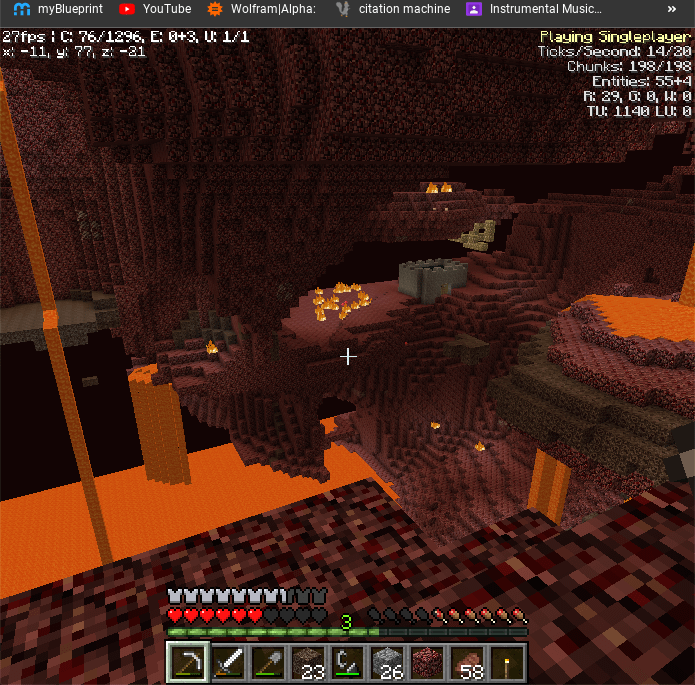 myBlueprint YouTube Wolfram|Alpha: citation machine Instrumental Music... »
27fps | C: 76/1296, E: 0+3, U: 1/1
x: -11, y: 77, z: -21
Playing Singleplayer
Ticks/Second: 14/20
Chunks: 198/198
Entities: 55+4
R: 29, G: 0, W: 0
TU: 1140 LU: 0
3
23 26 58